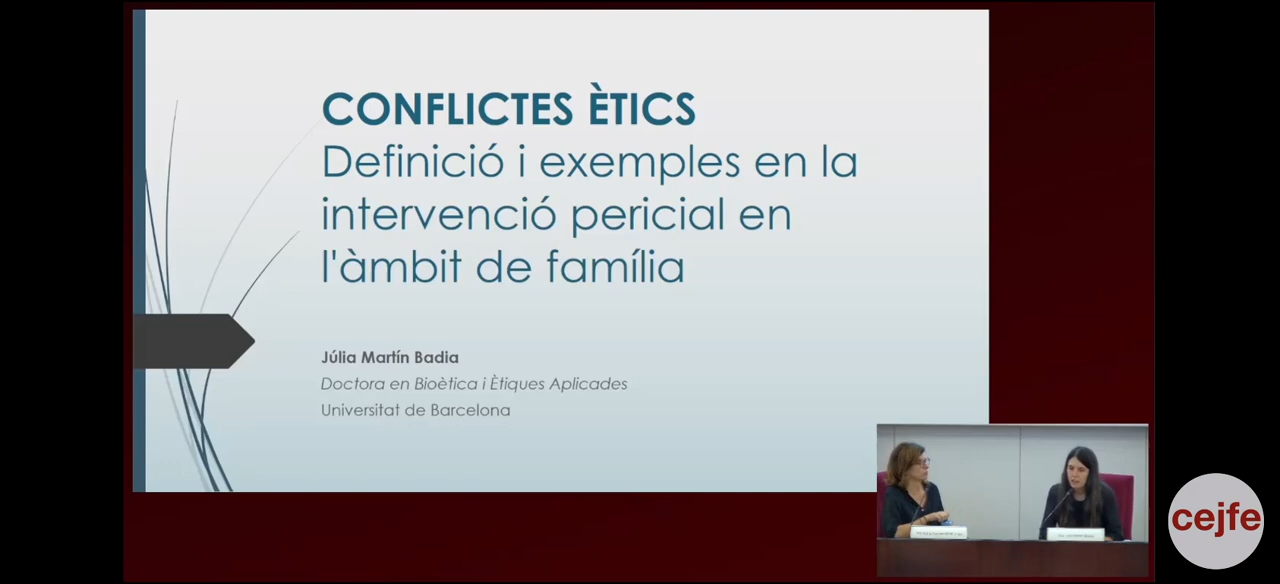 CONFLICTES ÈTICS
Definició i exemples en la
intervenció pericial en
l'àmbit de família
Júlia Martín Badia
Doctora en Bioètica i Ètiques Aplicades
Universitat de Barcelona
cejfe